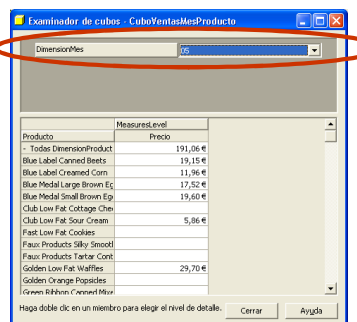 Examinador de cubos - CuboVentasMesProducto
DimensionMes 05
MeasuresLevel
Producto Precio
- Todas DimensionProduct 191,06 €
Blue Label Canned Beets 19,15 €
Blue Label Creamed Corn 11,96 €
Blue Medal Large Brown Eg 17,52 €
Blue Medal Small Brown Eg 19,60 €
Club Low Fat Cottage Chee
Club Low Fat Sour Cream 5,86 €
Fast Low Fat Cookies
Faux Products Silky Smootl
Faux Products Tartar Cont
Golden Low Fat Waffles 29,70 €
Golden Orange Popsicles
Green Ribbon Canned Mixe
Haga doble clic en un miembro para elegir el nivel de detalle. Cerrar Ayuda